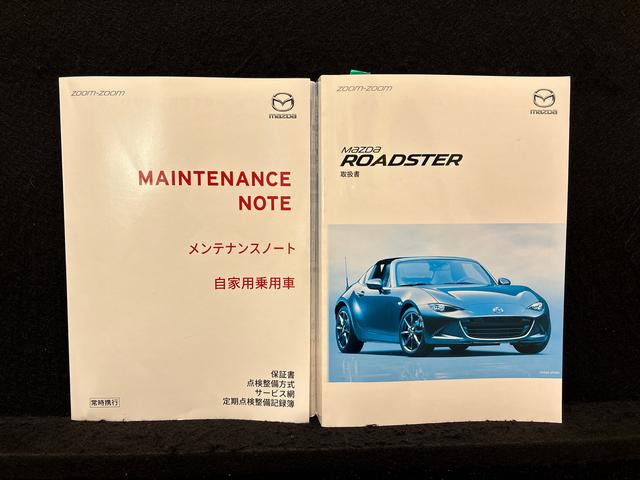 zoom-zoom
mazda
MAINTENANCE
NOTE
メンテナンスノート
自家用乗用車
保証書
点検整備方式
サービス網
定期点検整備記録簿
常時携行
zoom-zoom
mazda
mazda
ROADSTER
取扱書